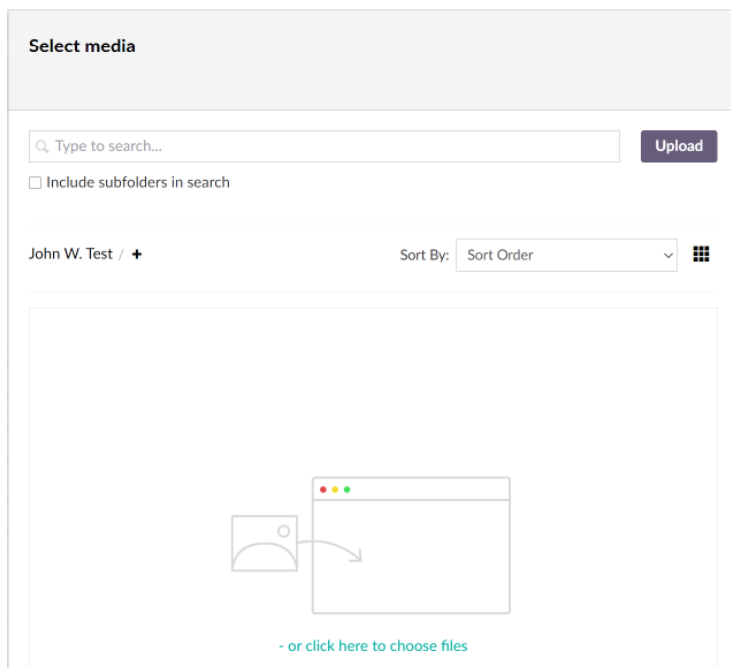 Select media
Type to search...
Upload
Include subfolders in search
John W. Test / +
Sort By: Sort Order
- or click here to choose files